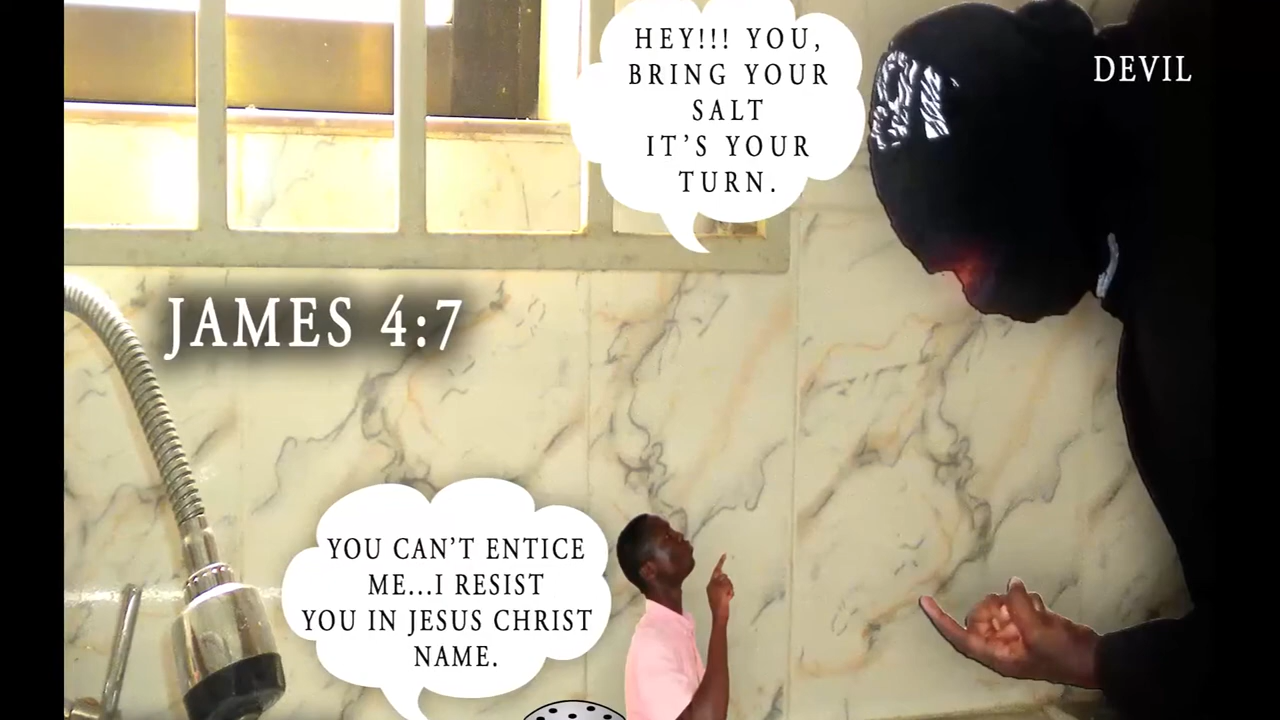 HEY!!! YOU,
BRING YOUR
SALT
IT'S YOUR
TURN.
DEVIL
JAMES 4:7
YOU CAN'T ENTICE
ME...I RESIST
YOU IN JESUS CHRIST
NAME.